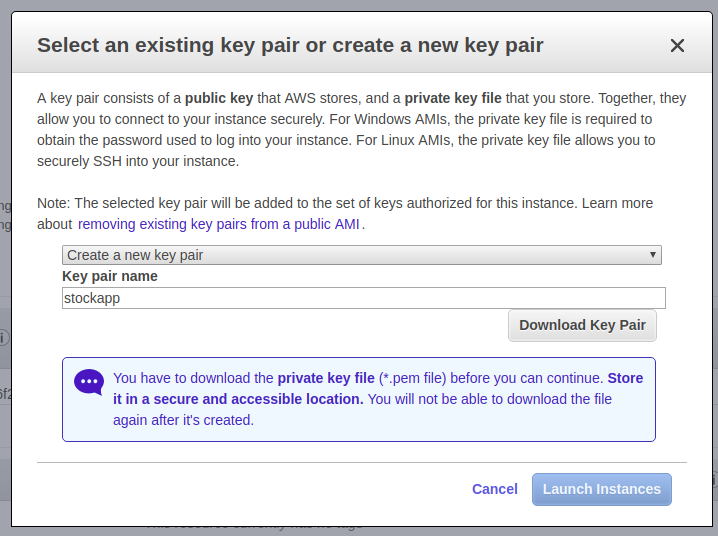 Select an existing key pair or create a new key pair
A key pair consists of a public key that AWS stores, and a private key file that you store. Together, they
allow you to connect to your instance securely. For Windows AMIs, the private key file is required to
obtain the password used to log into your instance. For Linux AMIs, the private key file allows you to
securely SSH into your instance.
Note: The selected key pair will be added to the set of keys authorized for this instance. Learn more
about removing existing key pairs from a public AMI.
Create a new key pair
Key pair name
stockapp
Download Key Pair
You have to download the private key file (*.pem file) before you can continue. Store
it in a secure and accessible location. You will not be able to download the file
again after it's created.
Cancel Launch Instances